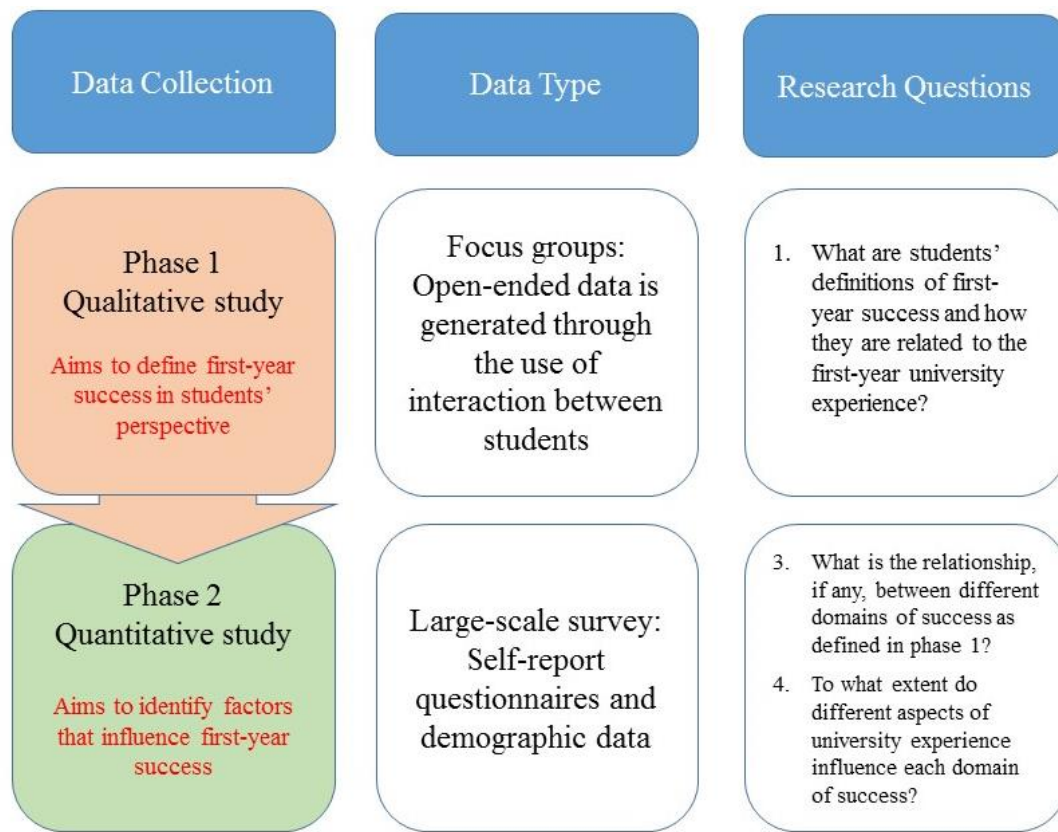 Data Collection
Data Type
Research Questions
Phase 1
Qualitative study
Aims to define first-year
success in students’
perspective
Focus groups:
Open-ended data is
generated through
the use of
interaction between
students
1. What are students’
definitions of first-
year success and how
they are related to the
first-year university
experience?
Phase 2
Quantitative study
Aims to identify factors
that influence first-year
success
Large-scale survey:
Self-report
questionnaires and
demographic data
3. What is the relationship,
if any, between different
domains of success as
defined in phase 1?
4. To what extent do
different aspects of
university experience
influence each domain
of success?